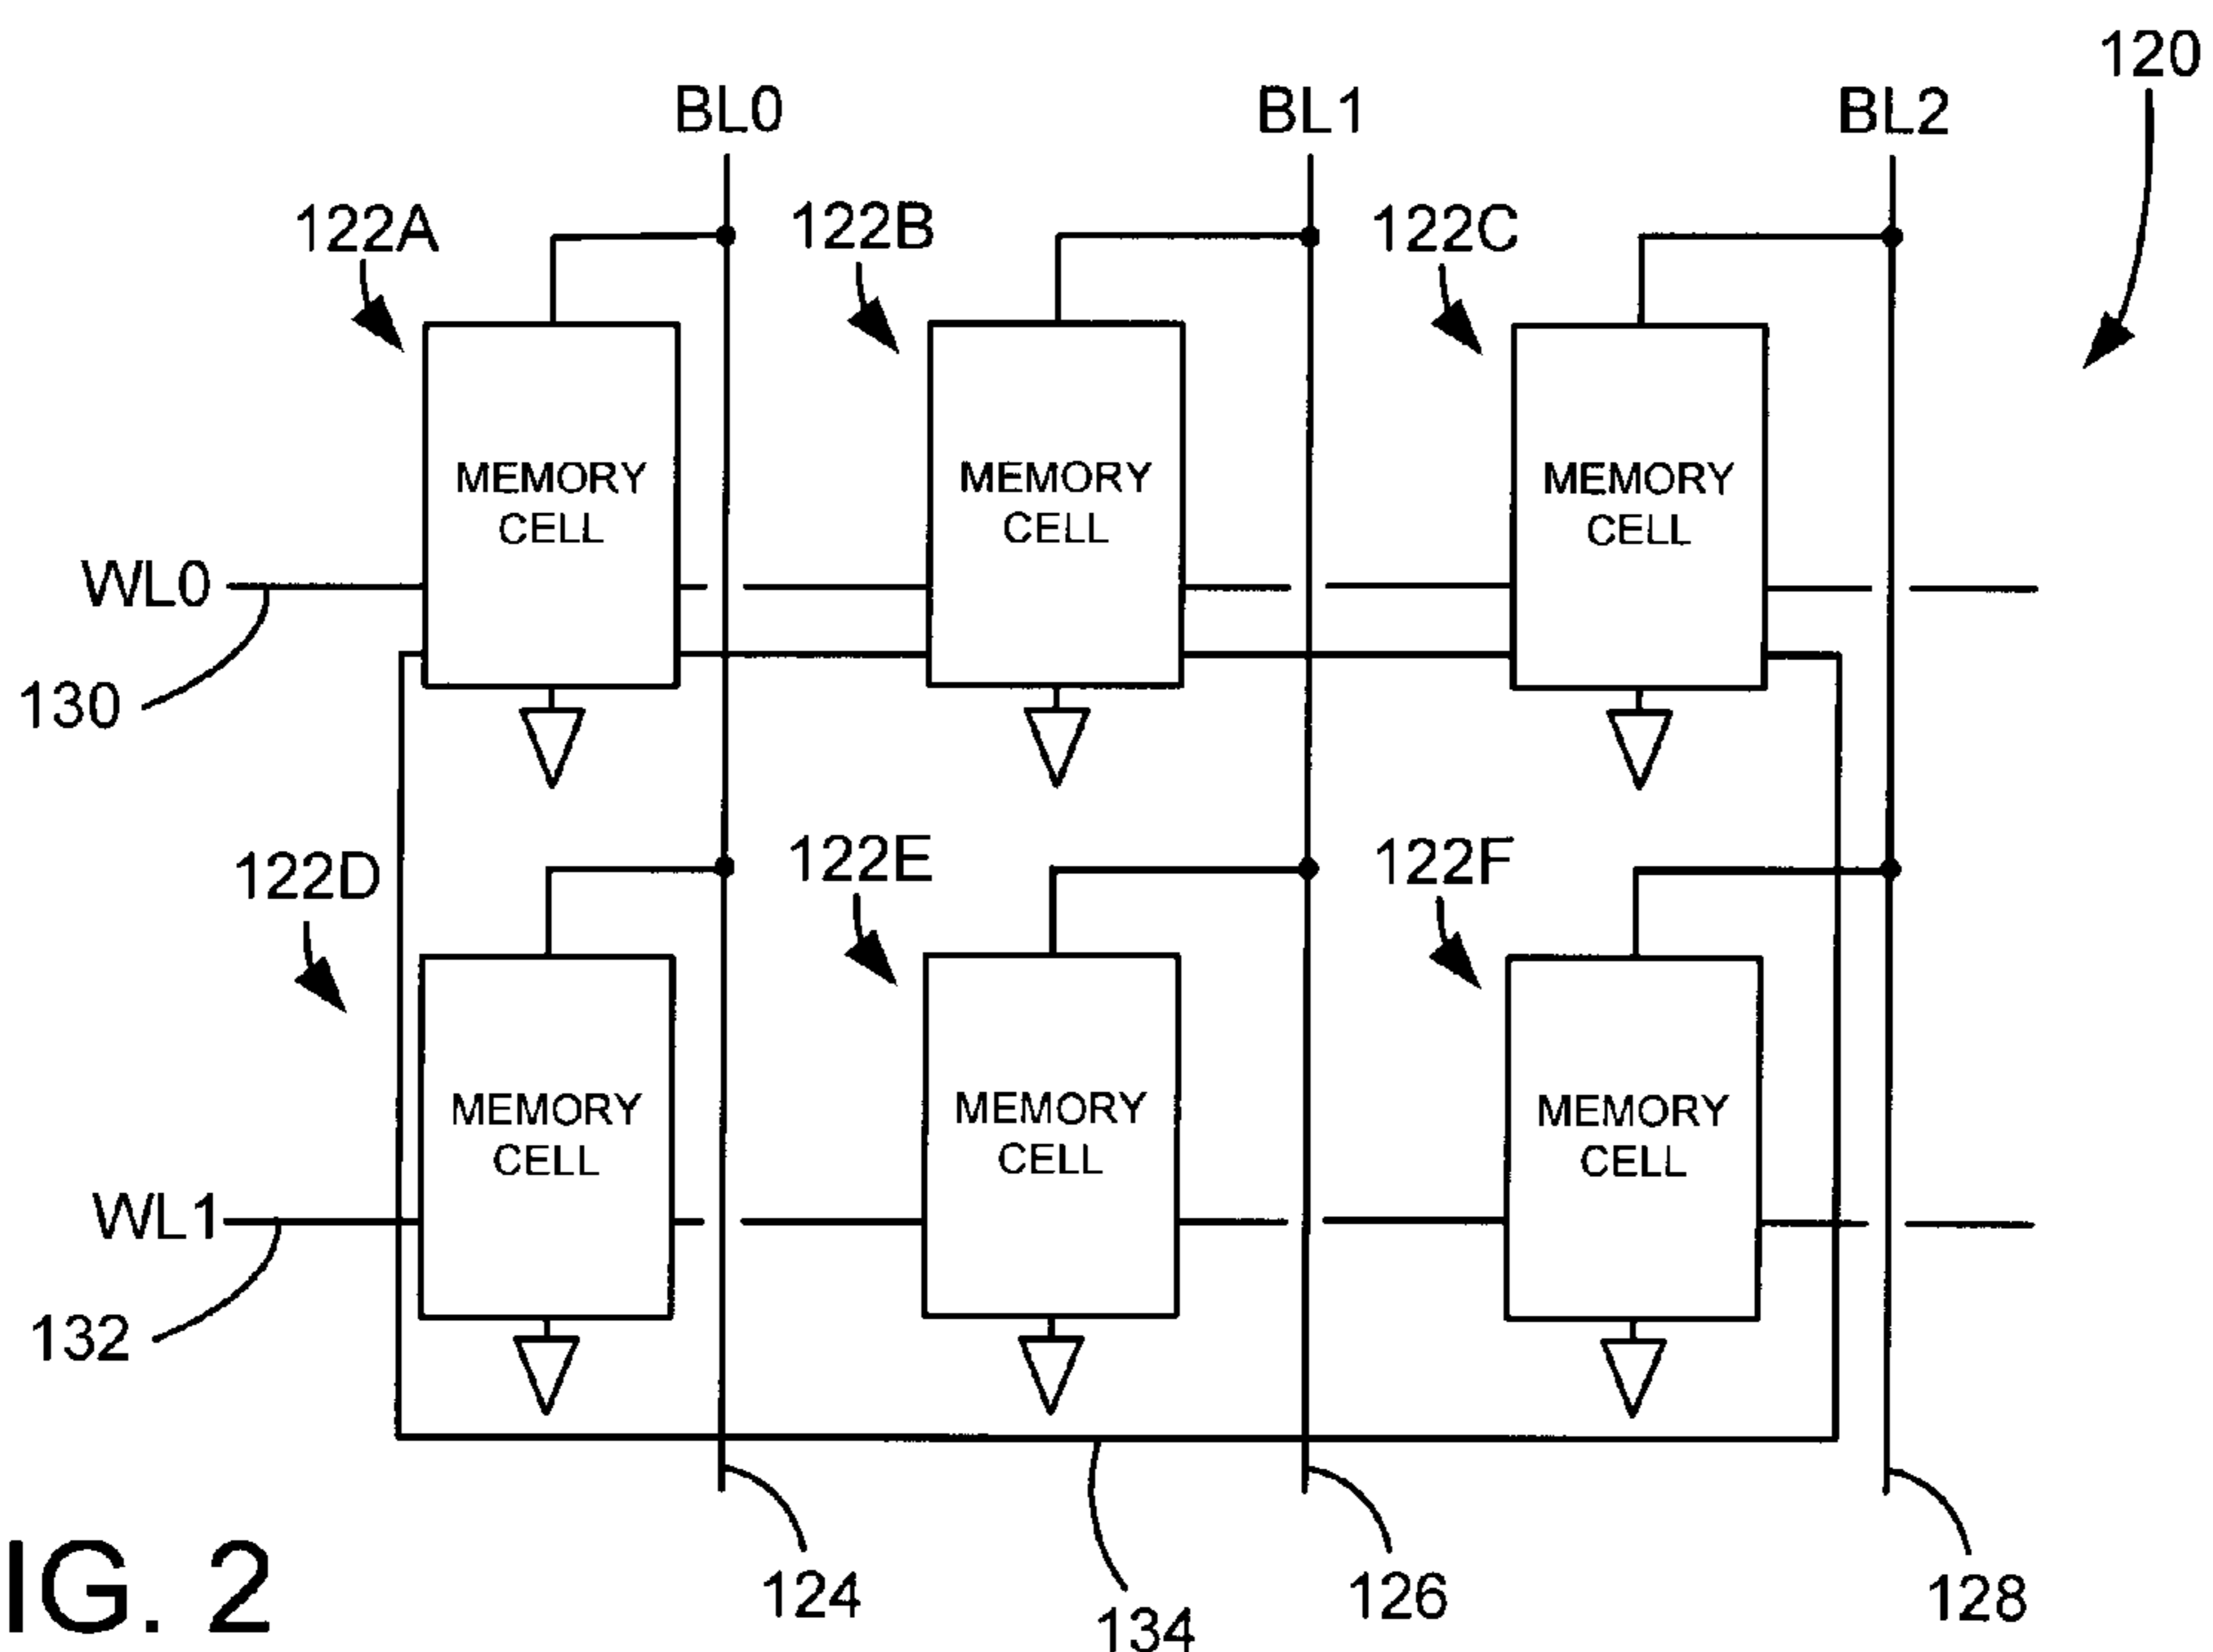 120
BL0 BL1 BL2
122A 122B 122C
MEMORY CELL MEMORY CELL MEMORY CELL
WL0
130
122D 122E 122F
MEMORY CELL MEMORY CELL MEMORY CELL
WL1
132
124 134 126 128
IG. 2